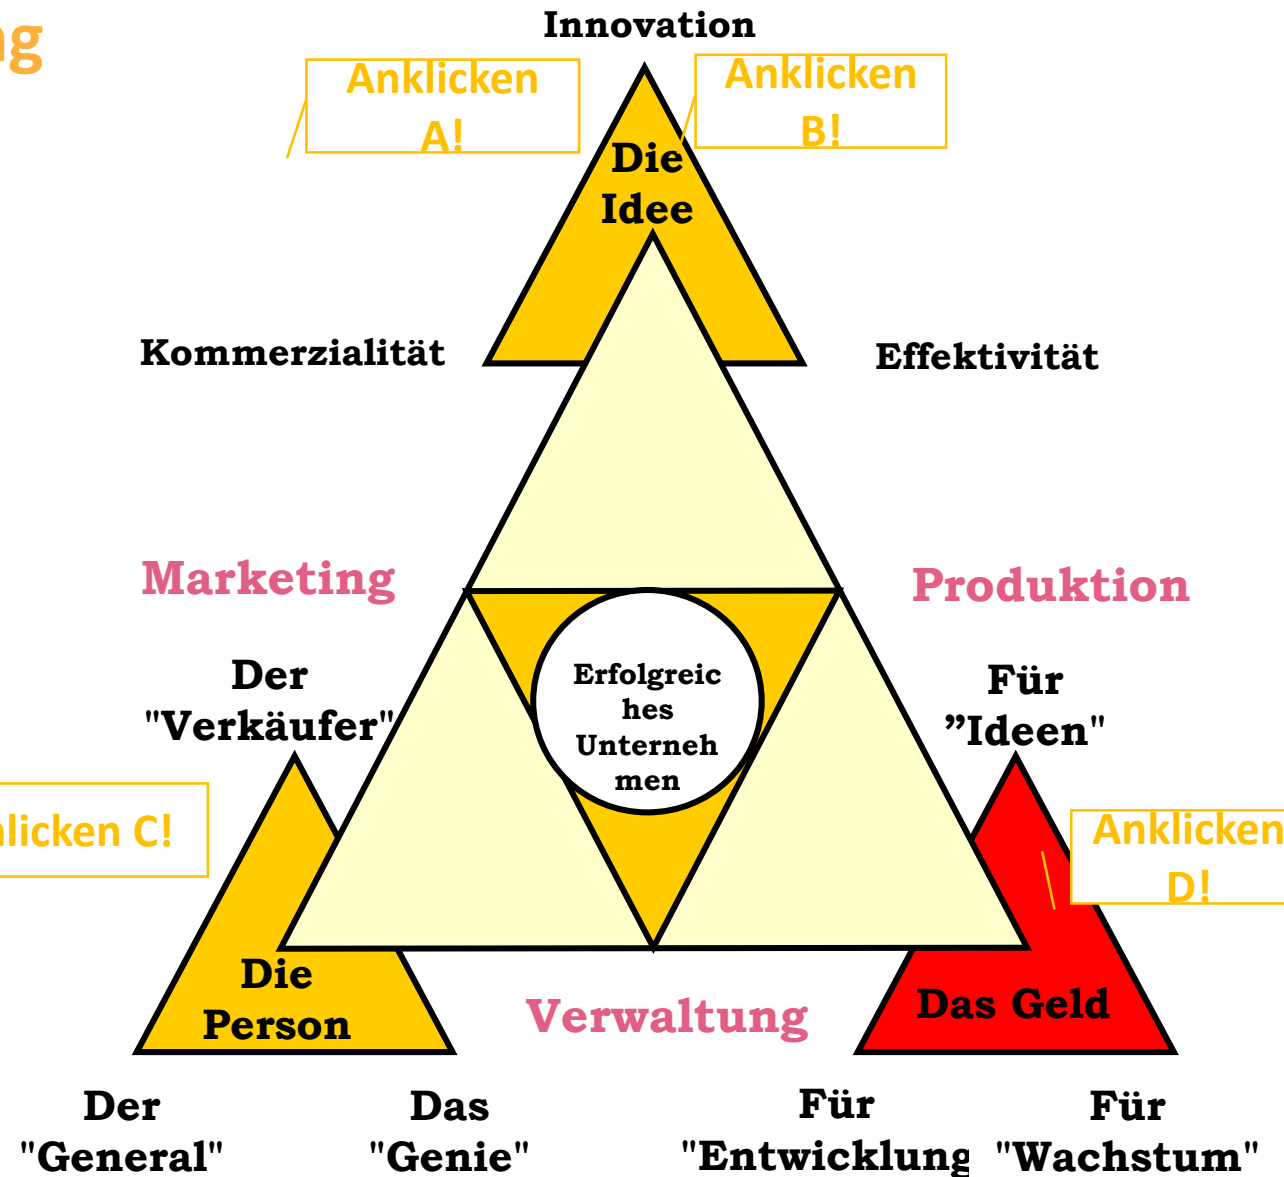 ng
Innovation
Anklicken
A!
Anklicken
B!
Die
Idee
Kommerzialität
Effektivität
Marketing
Produktion
Der
"Verkäufer"
Erfolgreic
hes
Unterneh
men
Für
”Ideen"
nlicken C!
Anklicken
D!
Die
Person
Verwaltung
Das Geld
Der
"General"
Das
"Genie"
Für
"Entwicklung
Für
"Wachstum"